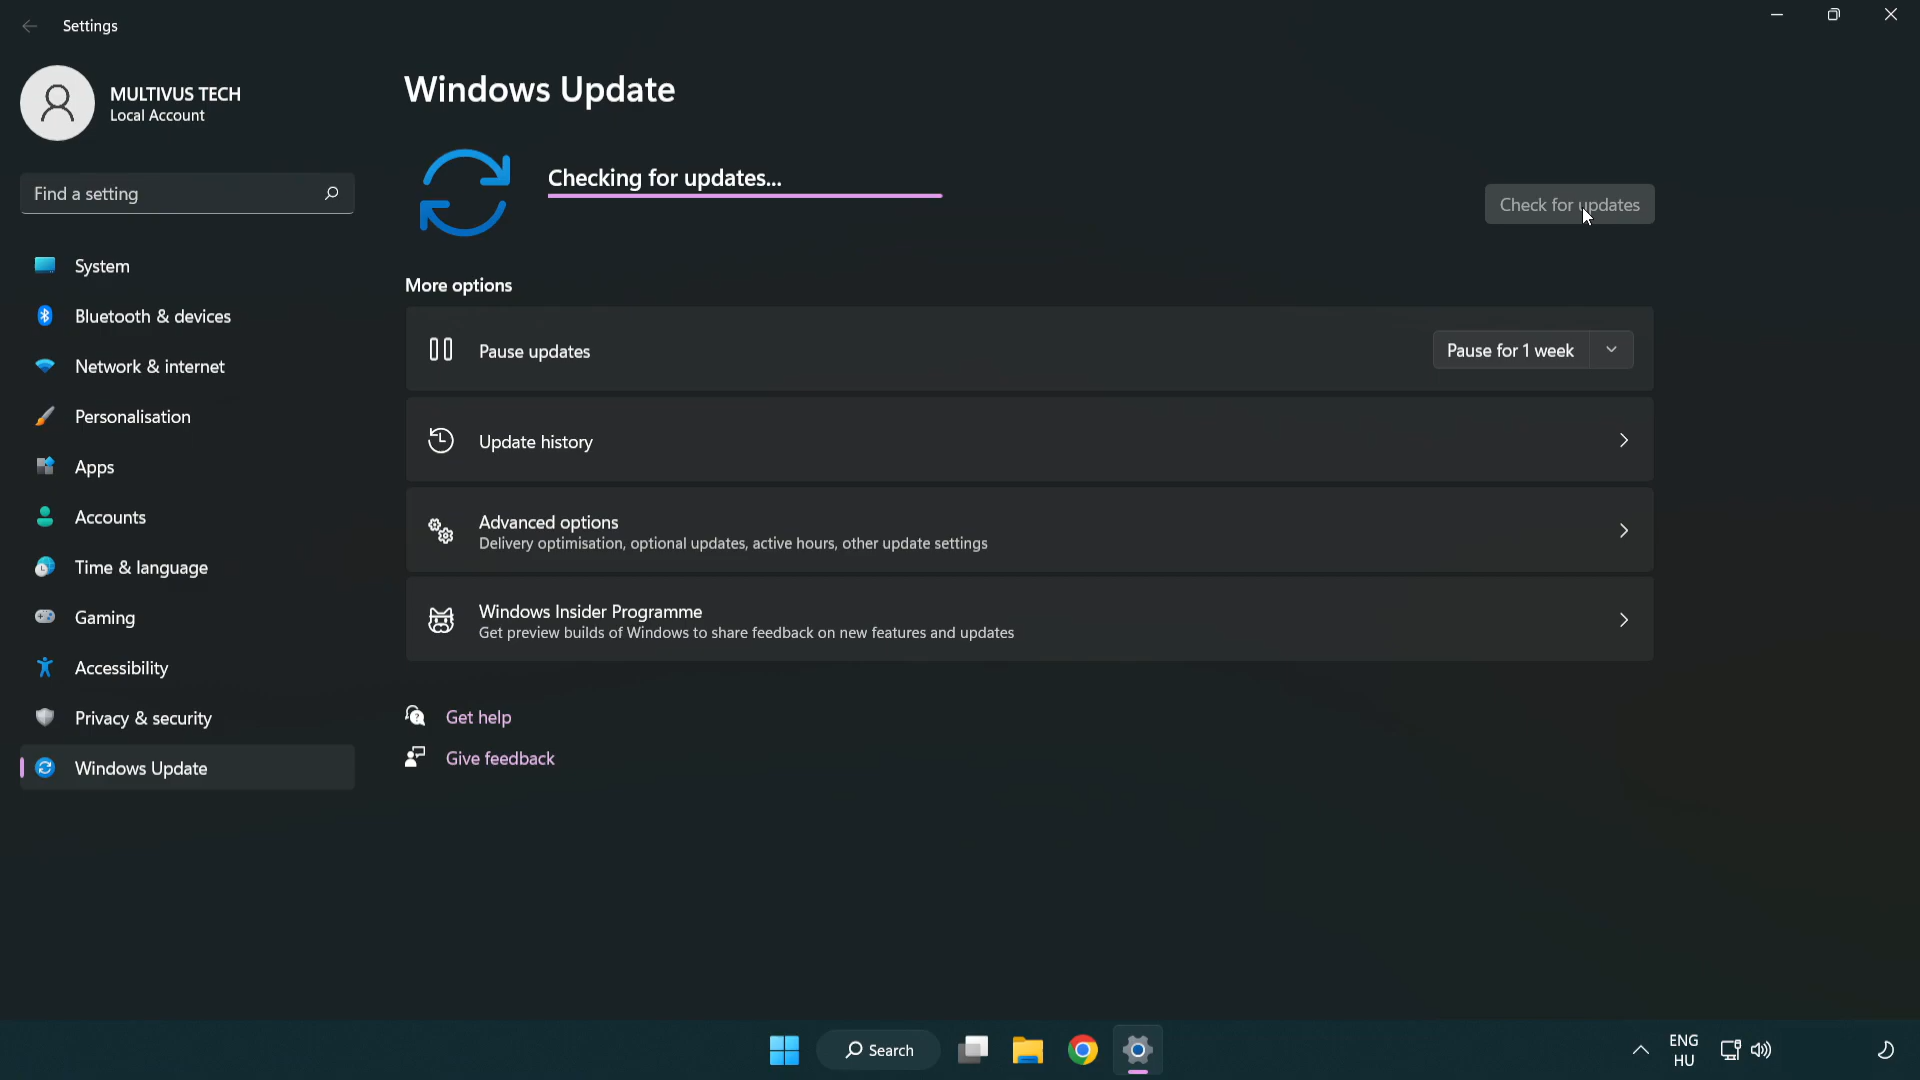 Settings
MULTIVUS TECH
Local Account
Find a setting
System
Bluetooth & devices
Network & internet
Personalisation
Apps
Accounts
Time & language
Gaming
Accessibility
Privacy & security
Windows Update
Windows Update
Checking for updates...
Check for updates
More options
Pause updates
Pause for 1 week
Update history
Advanced options
Delivery optimisation, optional updates, active hours, other update settings
Windows Insider Programme
Get preview builds of Windows to share feedback on new features and updates
Get help
Give feedback
Search
ENG
HU